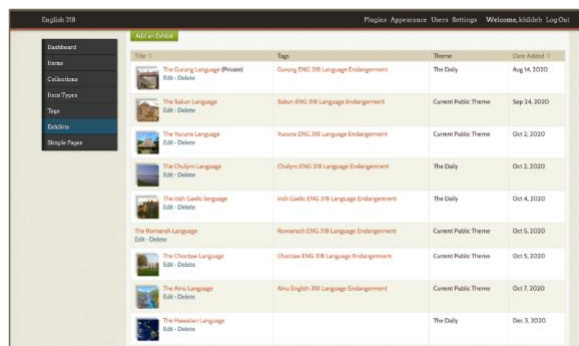 English 318
Plugins Appearance Users Settings Welcome, khildeb Log Out
Dashboard
Items
Collections
Item Types
Tags
Exhibits
Simple Pages
Add an Exhibit
Title Tags Theme Date Added
The Gurung Language (Private) Gurung ENG 318 Language Endangerment The Daily Aug 14, 2020
Edit · Delete
The Sakun Language Sakun ENG 318 Language Endangerment Current Public Theme Sep 24, 2020
Edit · Delete
The Yucuna Language Yucuna ENG 318 Language Endangerment Current Public Theme Oct 2, 2020
Edit · Delete
The Chulym Language Chulym ENG 318 Language Endangerment The Daily Oct 2, 2020
Edit · Delete
The Irish Gaelic language Irish Gaelic ENG 318 Language Endangerment The Daily Oct 4, 2020
Edit · Delete
The Romansh Language Romansch ENG 318 Language Endangerment Current Public Theme Oct 5, 2020
Edit · Delete
The Choctaw Language Choctaw ENG 318 Language Endangerment Current Public Theme Oct 5, 2020
Edit · Delete
The Ainu Language Ainu English 318 Language Endangerment Current Public Theme Oct 7, 2020
Edit · Delete
The Hawaiian Language The Daily Dec 3, 2020
Edit · Delete